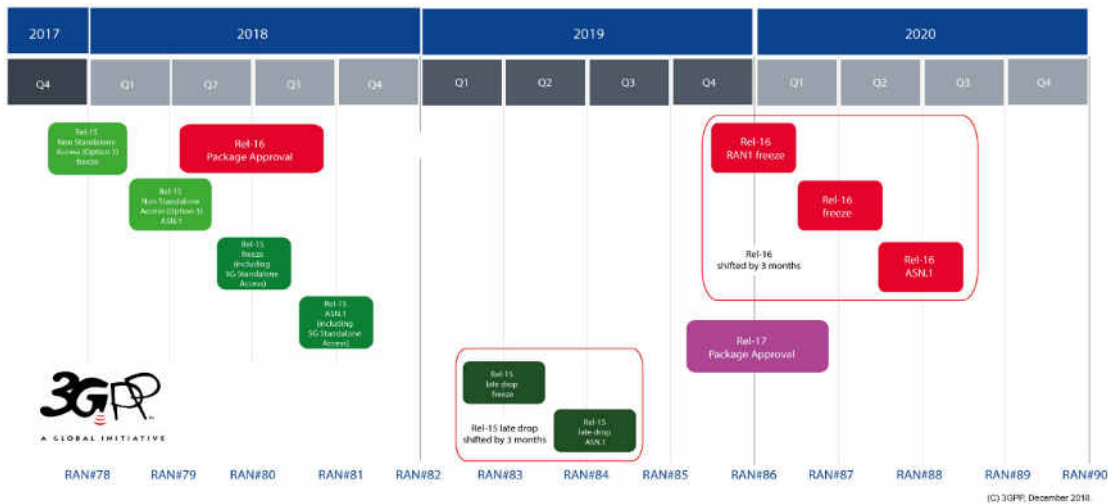 2017
2018
2019
2020
Q4
Q1
Q2
Q3
Q4
Q1
Q2
Q3
Q4
Q1
Q2
Q3
Q4
Rel-15
Non Standalone
Access (Option 3)
freeze
Rel-16
Package Approval
Rel-16
RAN1 freeze
Rel-15
Non Standalone
Access (Option 3)
ASN.1
Rel-16
freeze
Rel-15
freeze
(including
5G Standalone
Access)
Rel-16
shifted by 3 months
Rel-16
ASN.1
Rel-15
ASN.1
(including
5G Standalone
Access)
Rel-17
Package Approval
Rel-15
late drop
freeze
Rel-15 late drop
shifted by 3 months
Rel-15
late drop
ASN.1
3GPP
A GLOBAL INITIATIVE
RAN#78
RAN#79
RAN#80
RAN#81
RAN#82
RAN#83
RAN#84
RAN#85
RAN#86
RAN#87
RAN#88
RAN#89
RAN#90
(C) 3GPP, December 2018.